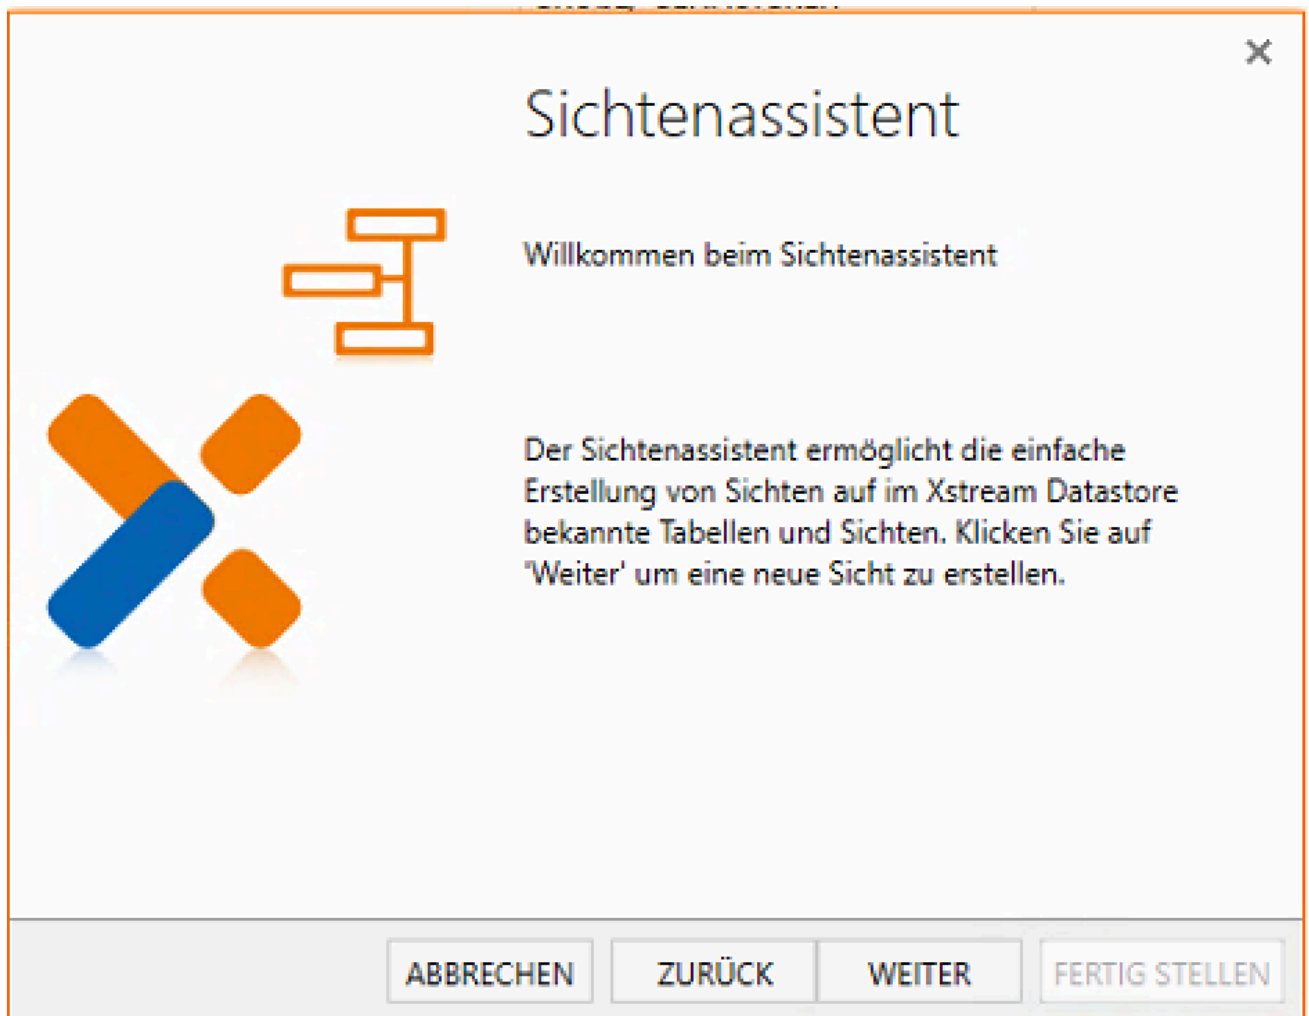 Sichtenassistent
Willkommen beim Sichtenassistent
Der Sichtenassistent ermöglicht die einfache
Erstellung von Sichten auf im Xstream Datastore
bekannte Tabellen und Sichten. Klicken Sie auf
'Weiter' um eine neue Sicht zu erstellen.
ABBRECHEN
ZURÜCK
WEITER
FERTIG STELLEN